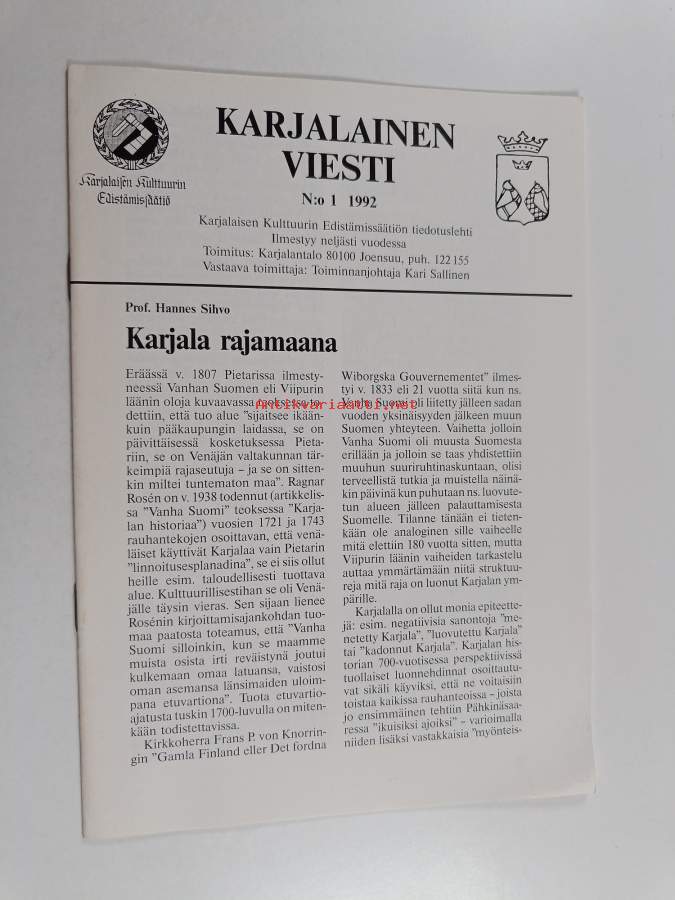 Karjalaisen Kulttuurin
Edistämissäätiö
KARJALAINEN
VIESTI
N:o 1 1992
Karjalaisen Kulttuurin Edistämissäätiön tiedotuslehti
Ilmestyy neljästi vuodessa
Toimitus: Karjalantalo 80100 Joensuu, puh. 122 155
Vastaava toimittaja: Toiminnanjohtaja Kari Sallinen
Prof. Hannes Sihvo
Karjala rajamaana
Eräässä v. 1807 Pietarissa ilmesty-
neessä Vanhan Suomen eli Viipurin
läänin oloja kuvaavassa teoksessa to-
dettiin, että tuo alue "sijaitsee ikään-
kuin pääkaupungin laidassa, se on
päivittäisessä kosketuksessa Pieta-
riin, se on Venäjän valtakunnan tär-
keimpiä rajaseutuja – ja se on sitten-
kin miltei tuntematon maa". Ragnar
Rosén on v. 1938 todennut (artikkelis-
sa "Vanha Suomi" teoksessa "Karja-
lan historiaa") vuosien 1721 ja 1743
rauhantekojen osoittavan, että venä-
läiset käyttivät Karjalaa vain Pietarin
"linnoitusesplanadina", se ei siis ollut
heille esim. taloudellisesti tuottava
alue. Kulttuurillisestihan se oli Venä-
jälle täysin vieras. Sen sijaan lienee
Rosénin kirjoittamisajankohdan tuo-
maa paatosta toteamus, että "Vanha
Suomi silloinkin, kun se maamme
muista osista irti reväistynä joutui
kulkemaan omaa latuansa, vaistosi
oman asemansa länsimaiden uloim-
pana etuvartiona". Tuota etuvartio-
ajatusta tuskin 1700-luvulla on miten-
kään todistettavissa.
Kirkkoherra Frans P. von Knorrin-
gin "Gamla Finland eller Det fordna
Wiborgska Gouvernementet" ilmes-
tyi v. 1833 eli 21 vuotta siitä kun ns.
Vanha Suomi oli liitetty jälleen sadan
vuoden yksinäisyyden jälkeen muun
Suomen yhteyteen. Vaihetta jolloin
Vanha Suomi oli muusta Suomesta
erillään ja jolloin se taas yhdistettiin
muuhun suuriruhtinaskuntaan, olisi
terveellistä tutkia ja muistella näinä-
kin päivinä kun puhutaan ns. luovute-
tun alueen jälleen palauttamisesta
Suomelle. Tilanne tänään ei tieten-
kään ole analoginen sille vaiheelle
mitä elettiin 180 vuotta sitten, mutta
Viipurin läänin vaiheiden tarkastelu
auttaa ymmärtämään niitä struktuu-
reja mitä raja on luonut Karjalan ym-
pärille.
Karjalalla on ollut monia epiteette-
jä: esim. negatiivisia sanontoja "me-
netetty Karjala", "luovutettu Karjala"
tai "kadonnut Karjala". Karjalan his-
torian 700-vuotisessa perspektiivissä
tuollaiset luonnehdinnat osoittautu-
vat sikäli käyviksi, että ne voitaisiin
toistaa kaikissa rauhanteoissa – joista
jo ensimmäinen tehtiin Pähkinäsaa-
ressa "ikuisiksi ajoiksi" – varioimalla
niiden lisäksi vastakkaisia "myönteis-
Antikvariaatti.net